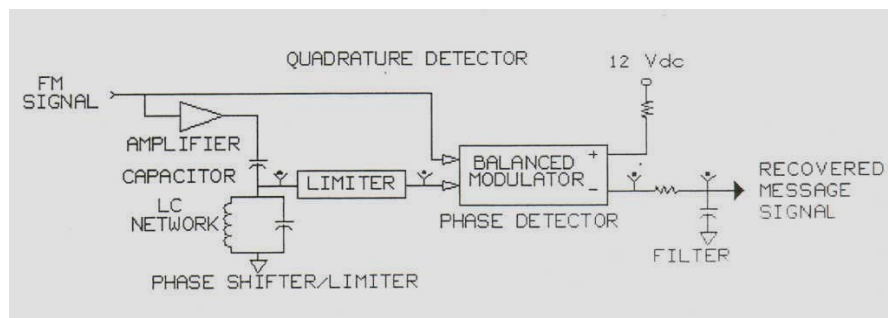 QUADRATURE DETECTOR
12 Vdc
FM
SIGNAL
AMPLIFIER
CAPACITOR
LIMITER
BALANCED
MODULATOR
+
-
RECOVERED
MESSAGE
SIGNAL
LC
NETWORK
PHASE DETECTOR
FILTER
PHASE SHIFTER/LIMITER